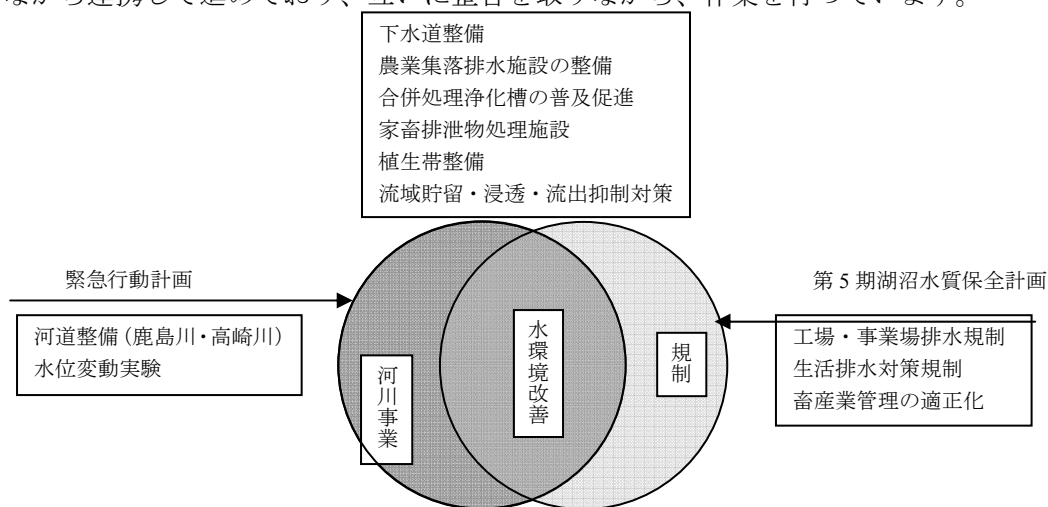 ながら連携して進めており、互いに整合を取りながら、作業を行っています。
下水道整備
農業集落排水施設の整備
合併処理浄化槽の普及促進
家畜排泄物処理施設
植生帯整備
流域貯留・浸透・流出抑制対策
緊急行動計画
第5期湖沼水質保全計画
河道整備(鹿島川・高崎川)
水位変動実験
河川事業
水環境改善
規制
工場・事業場排水規制
生活排水対策規制
畜産業管理の適正化